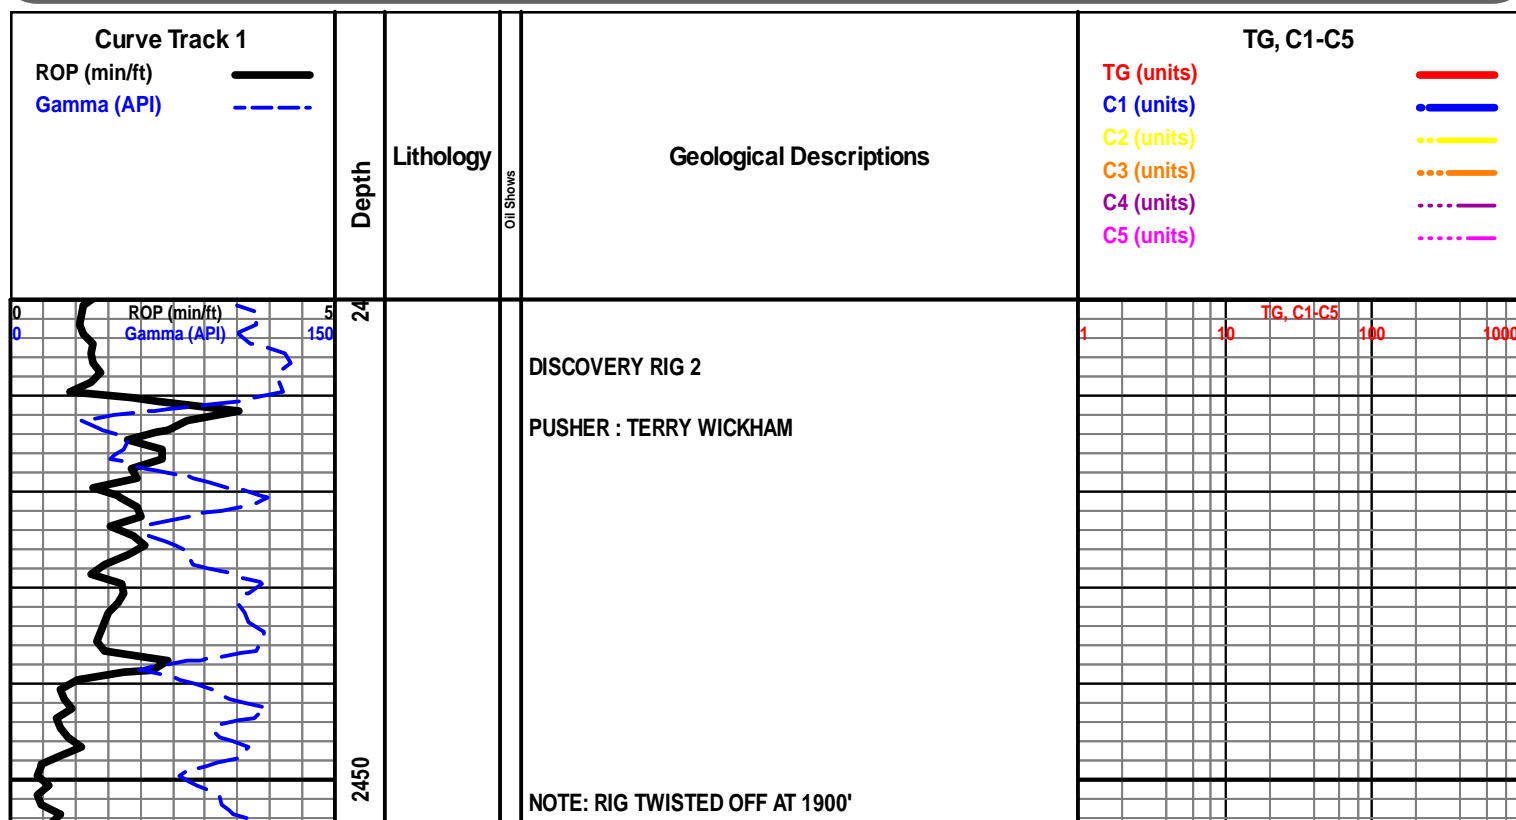 Curve Track 1
ROP (min/ft)
Gamma (API)
Depth
Lithology
Oil Shows
Geological Descriptions
TG, C1-C5
TG (units)
C1 (units)
C2 (units)
C3 (units)
C4 (units)
C5 (units)
0 ROP (min/ft) 5
0 Gamma (API) 150
24
TG, C1-C5
1 10 100 1000
DISCOVERY RIG 2
PUSHER : TERRY WICKHAM
2450
NOTE: RIG TWISTED OFF AT 1900'